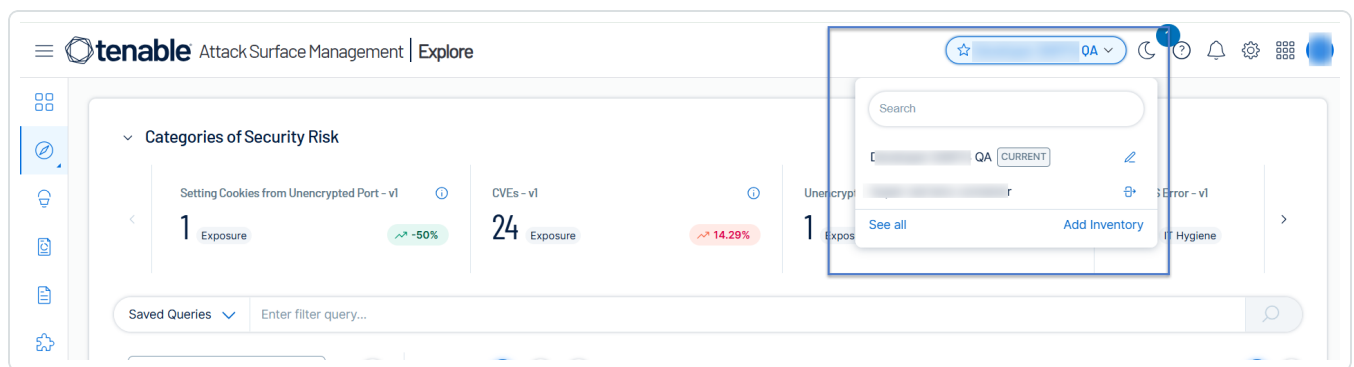 tenable Attack Surface Management | Explore
QA
1
Search
QA CURRENT
See all Add Inventory
Categories of Security Risk
Setting Cookies from Unencrypted Port - v1
1 Exposure -50%
CVEs - v1
24 Exposure 14.29%
1
Error - v1
IT Hygiene
Saved Queries Enter filter query...